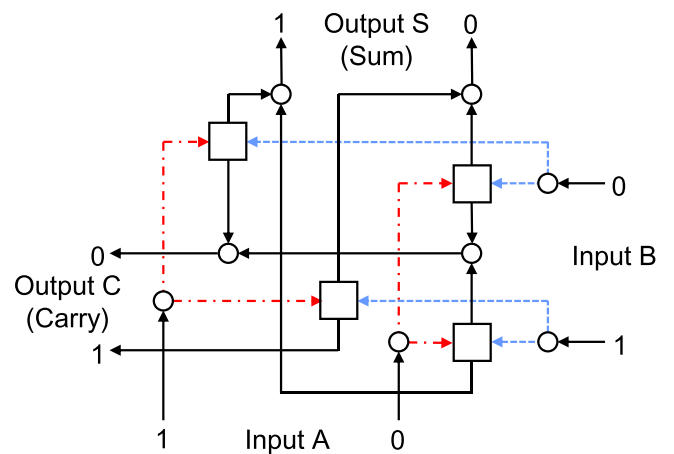 1 Output S 0
(Sum)
0
0
Input B
Output C
(Carry)
1
1
1 Input A 0